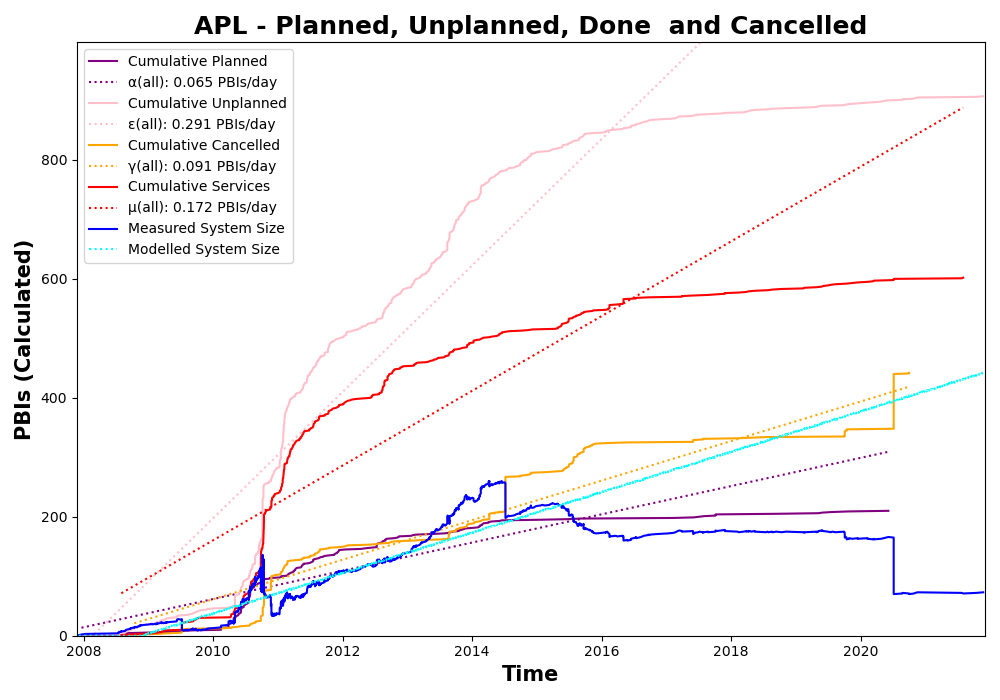 APL - Planned, Unplanned, Done  and Cancelled
Cumulative Planned
α(all): 0.065 PBIs/day
Cumulative Unplanned
ε(all): 0.291 PBIs/day
Cumulative Cancelled
γ(all): 0.091 PBIs/day
Cumulative Services
μ(all): 0.172 PBIs/day
Measured System Size
Modelled System Size
PBIs (Calculated)
800
600
400
200
0
2008 2010 2012 2014 2016 2018 2020
Time